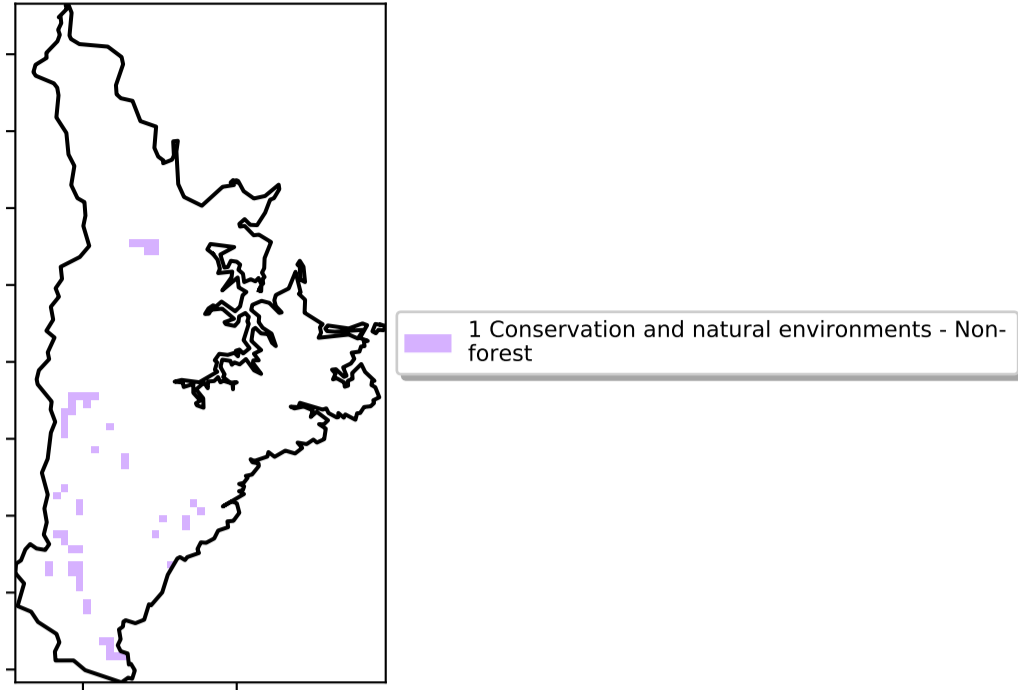 1 Conservation and natural environments - Non-
forest